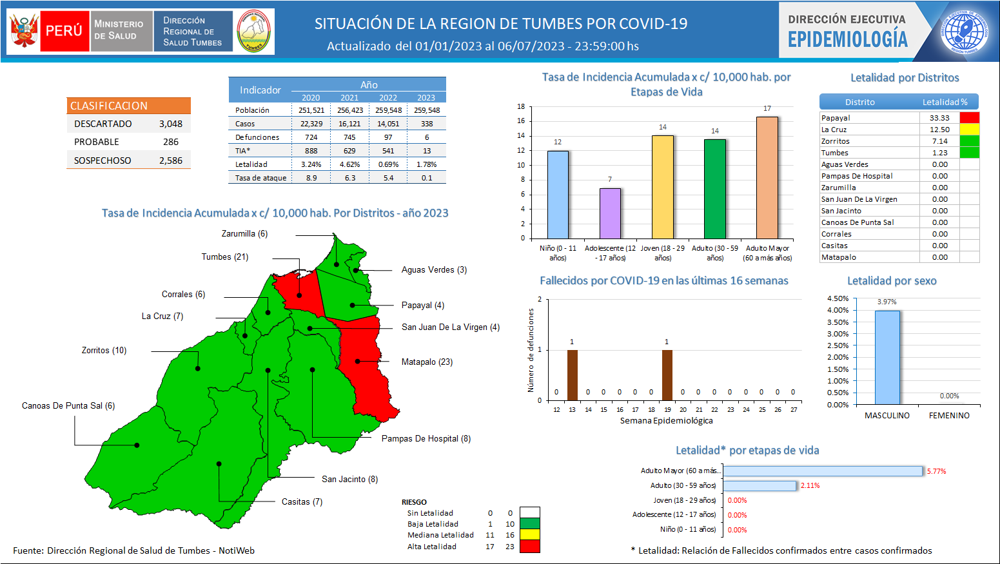 PERÚ
MINISTERIO
DE SALUD
DIRECCIÓN
REGIONAL DE
SALUD TUMBES
GOBIERNO REGIONAL
TUMBES
SITUACIÓN DE LA REGION DE TUMBES POR COVID-19
Actualizado del 01/01/2023 al 06/07/2023 - 23:59:00 hs
DIRECCIÓN EJECUTIVA
EPIDEMIOLOGÍA
DIRECCIÓN EJECUTIVA DE EPIDEMIOLOGÍA
REGIÓN TUMBES
CLASIFICACION
DESCARTADO 3,048
PROBABLE 286
SOSPECHOSO 2,586
Indicador Año
2020 2021 2022 2023
Población 251,521 256,423 259,548 259,548
Casos 22,329 16,121 14,051 338
Defunciones 724 745 97 6
TIA* 888 629 541 13
Letalidad 3.24% 4.62% 0.69% 1.78%
Tasa de ataque 8.9 6.3 5.4 0.1
Tasa de Incidencia Acumulada x c/ 10,000 hab. Por Distritos - año 2023
Zarumilla (6)
Tumbes (21)
Aguas Verdes (3)
Corrales (6)
Papayal (4)
La Cruz (7)
San Juan De La Virgen (4)
Zorritos (10)
Matapalo (23)
Canoas De Punta Sal (6)
Pampas De Hospital (8)
San Jacinto (8)
Casitas (7)
RIESGO
Sin Letalidad 0 0
Baja Letalidad 1 10
Mediana Letalidad 11 16
Alta Letalidad 17 23
Fuente: Dirección Regional de Salud de Tumbes - NotiWeb
Tasa de Incidencia Acumulada x c/ 10,000 hab. por
Etapas de Vida
18
16
14
12
10
8
6
4
2
0
12
7
14
14
17
Niño (0 - 11
años)
Adolescente (12
- 17 años)
Joven (18 - 29
años)
Adulto (30 - 59
años)
Adulto Mayor
(60 a más años)
Letalidad por Distritos
Distrito Letalidad %
Papayal 33.33
La Cruz 12.50
Zorritos 7.14
Tumbes 1.23
Aguas Verdes 0.00
Pampas De Hospital 0.00
Zarumilla 0.00
San Juan De La Virgen 0.00
San Jacinto 0.00
Canoas De Punta Sal 0.00
Corrales 0.00
Casitas 0.00
Matapalo 0.00
Fallecidos por COVID-19 en las últimas 16 semanas
Número de defunciones
2
1
0
0 1 0 0 0 0 0 1 0 0 0 0 0 0 0 0
12 13 14 15 16 17 18 19 20 21 22 23 24 25 26 27
Semana Epidemiológica
Letalidad por sexo
4.50%
4.00%
3.50%
3.00%
2.50%
2.00%
1.50%
1.00%
0.50%
0.00%
3.97%
0.00%
MASCULINO FEMENINO
Letalidad* por etapas de vida
Adulto Mayor (60 a más... 5.77%
Adulto (30 - 59 años) 2.11%
Joven (18 - 29 años) 0.00%
Adolescente (12 - 17 años) 0.00%
Niño (0 - 11 años) 0.00%
* Letalidad: Relación de Fallecidos confirmados entre casos confirmados